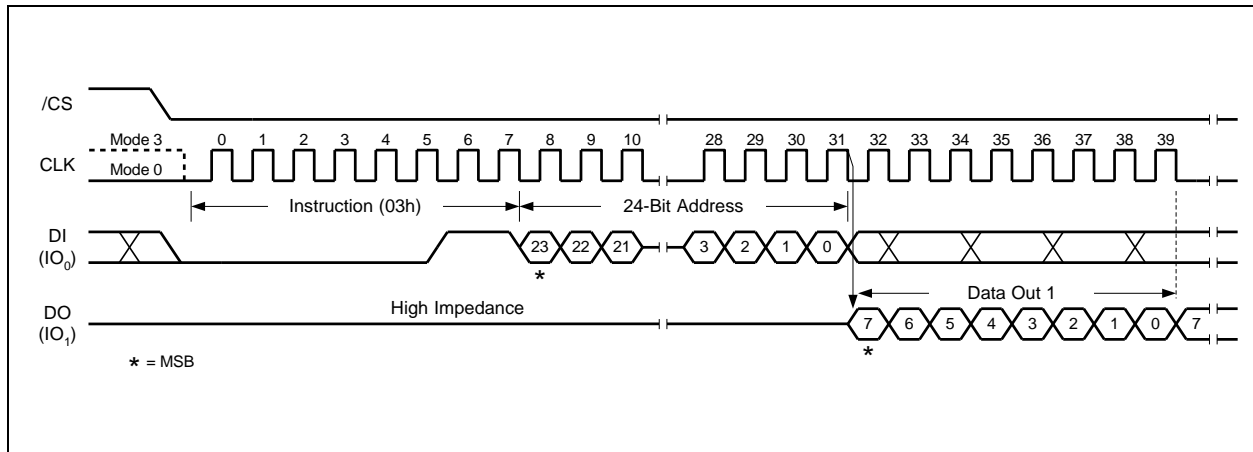 /CS
Mode 3
0 1 2 3 4 5 6 7 8 9 10 28 29 30 31 32 33 34 35 36 37 38 39
CLK
Mode 0
Instruction (03h) 24-Bit Address
DI
(IO0)
23 22 21 3 2 1 0
*
Data Out 1
High Impedance
DO
(IO1)
7 6 5 4 3 2 1 0 7
*
* = MSB